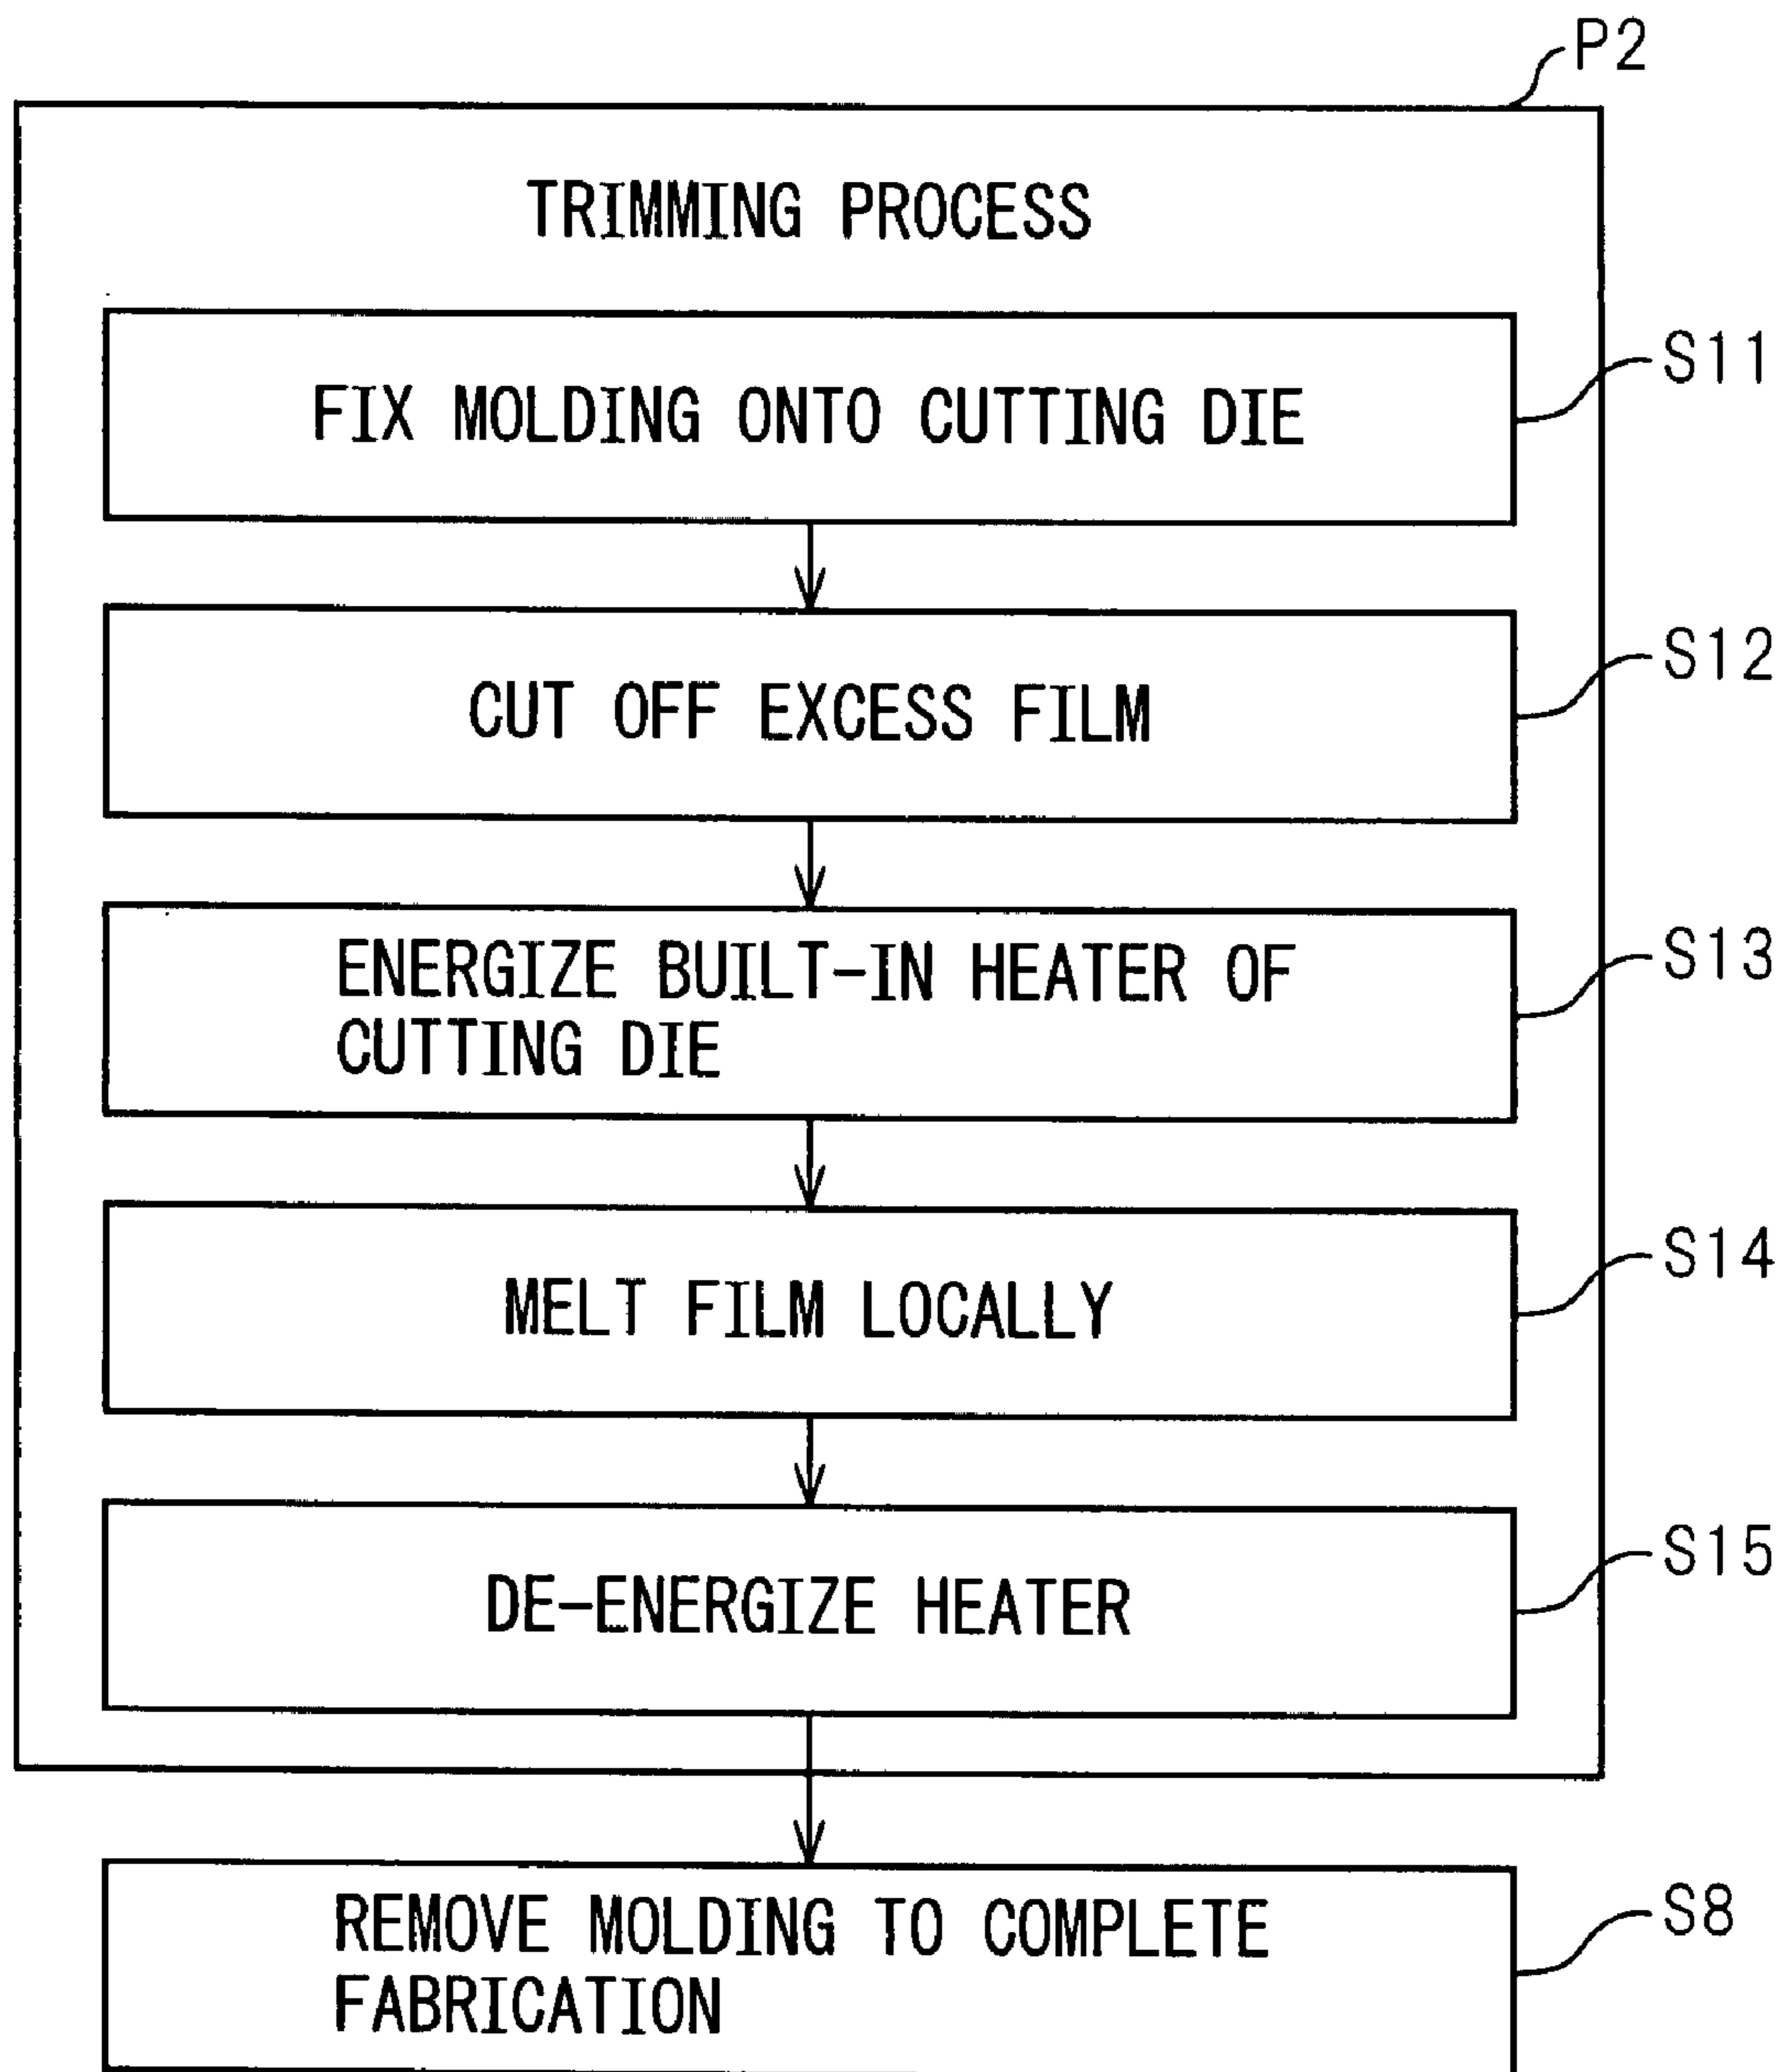 P2
TRIMMING PROCESS
FIX MOLDING ONTO CUTTING DIE
S11
CUT OFF EXCESS FILM
S12
ENERGIZE BUILT-IN HEATER OF
CUTTING DIE
S13
MELT FILM LOCALLY
S14
DE-ENERGIZE HEATER
S15
REMOVE MOLDING TO COMPLETE
FABRICATION
S8